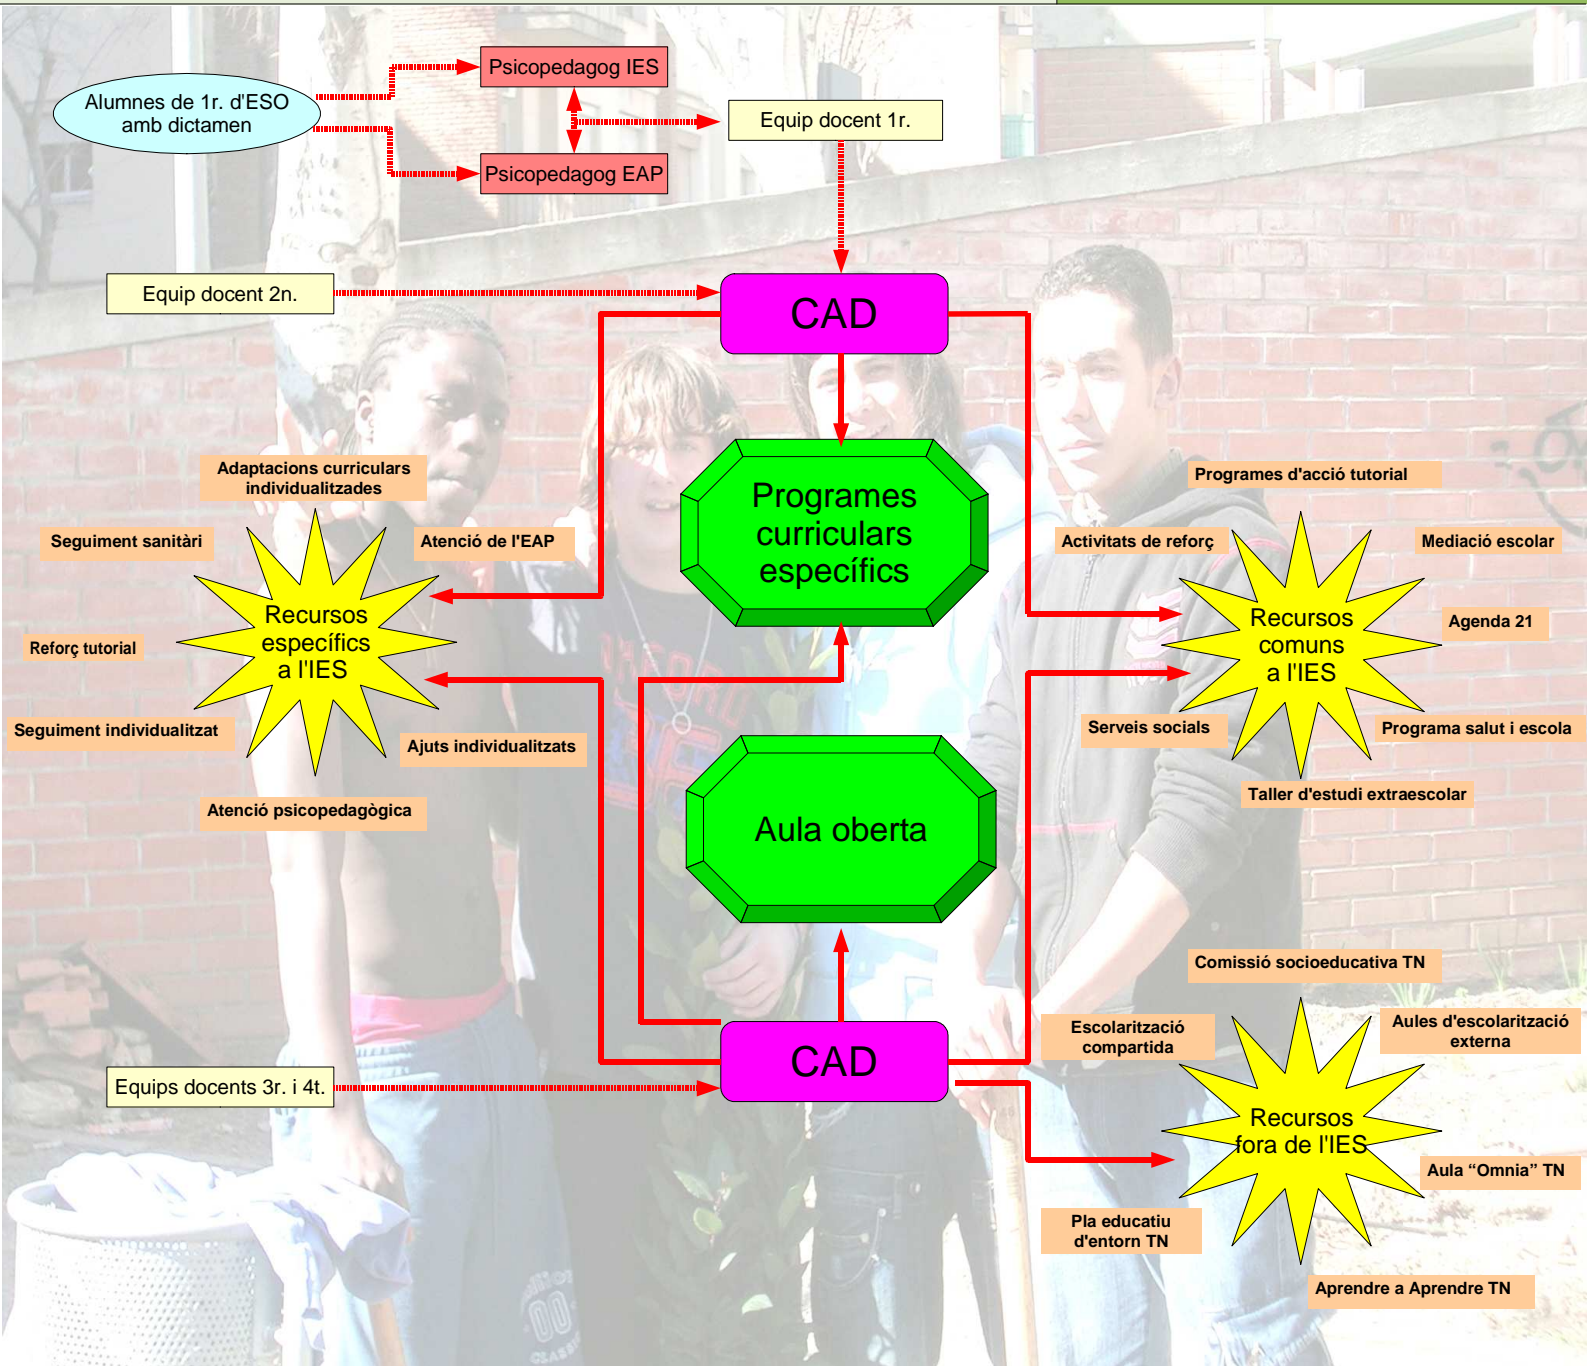 Psicopedagog IES
Alumnes de 1r. d'ESO
amb dictamen
Equip docent 1r.
Psicopedagog EAP
Equip docent 2n.
CAD
Programes
curriculars
específics
Adaptacions curriculars
individualitzades
Seguiment sanitàri
Atenció de l'EAP
Recursos
específics
a l'IES
Reforç tutorial
Seguiment individualitzat
Ajuts individualitzats
Atenció psicopedagògica
Programes d'acció tutorial
Activitats de reforç
Mediació escolar
Recursos
comuns
a l'IES
Agenda 21
Serveis socials
Programa salut i escola
Taller d'estudi extraescolar
Aula oberta
CAD
Equips docents 3r. i 4t.
Comissió socioeducativa TN
Escolarització
compartida
Aules d'escolarització
externa
Recursos
fora de l'IES
Aula “Omnia” TN
Pla educatiu
d'entorn TN
Aprendre a Aprendre TN